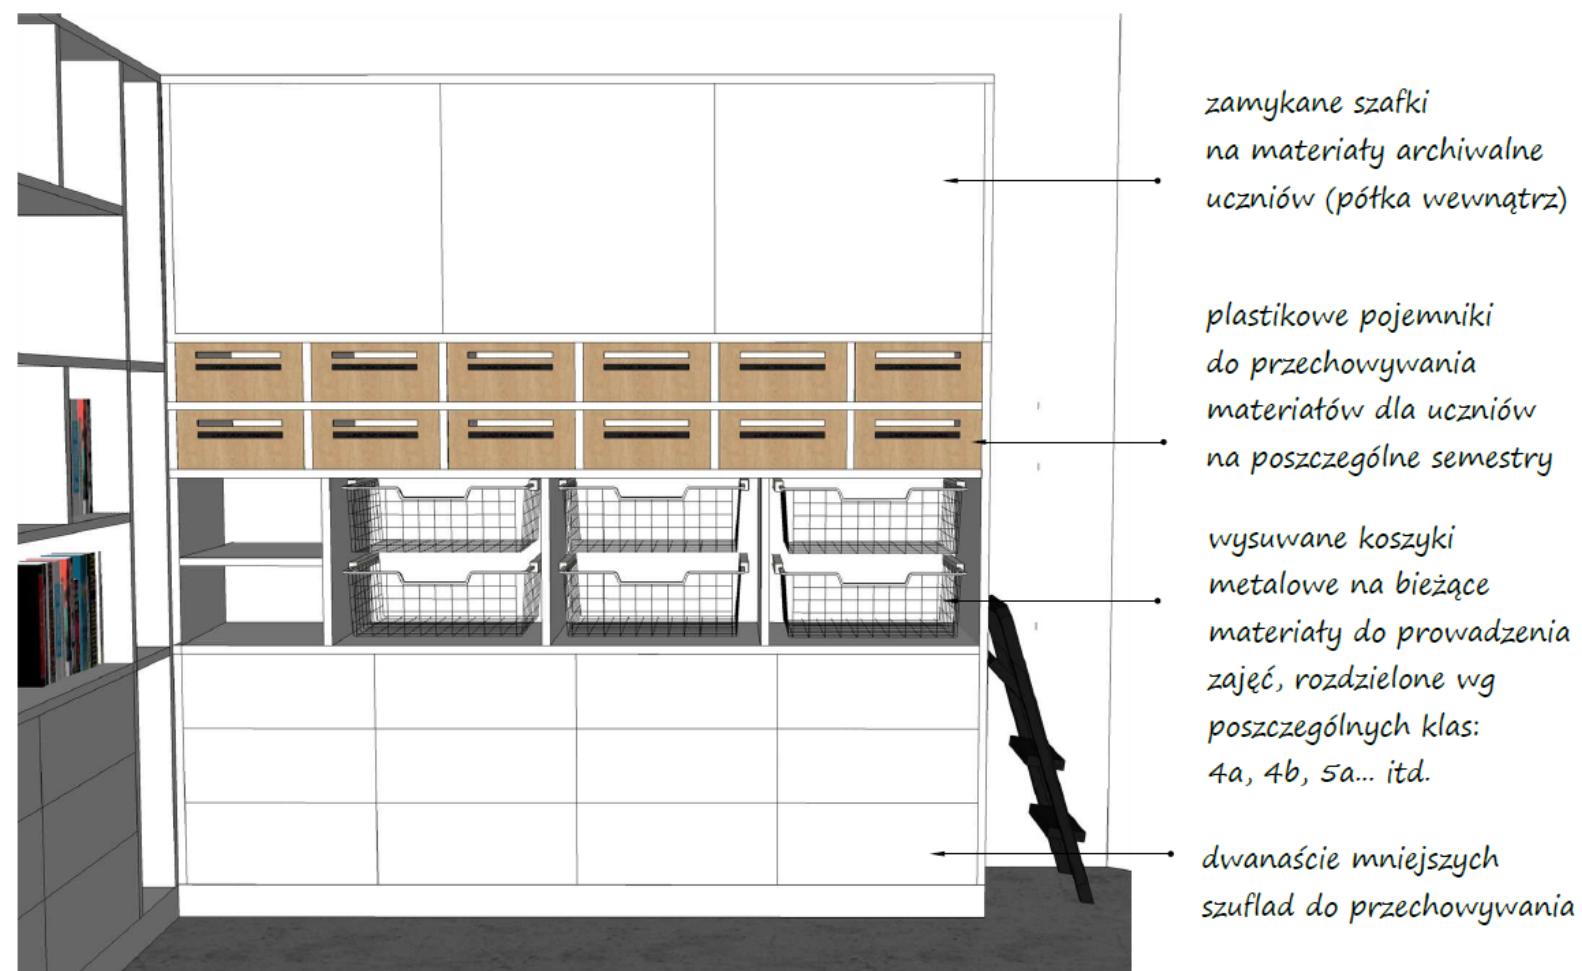 zamykane szafki
na materiały archiwalne
uczniów (półka wewnątrz)
plastikowe pojemniki
do przechowywania
materiałów dla uczniów
na poszczególne semestry
wysuwane koszyki
metalowe na bieżące
materiały do prowadzenia
zajęć, rozdzielone wg
poszczególnych klas:
4a, 4b, 5a... itd.
dwanaście mniejszych
szuflad do przechowywania